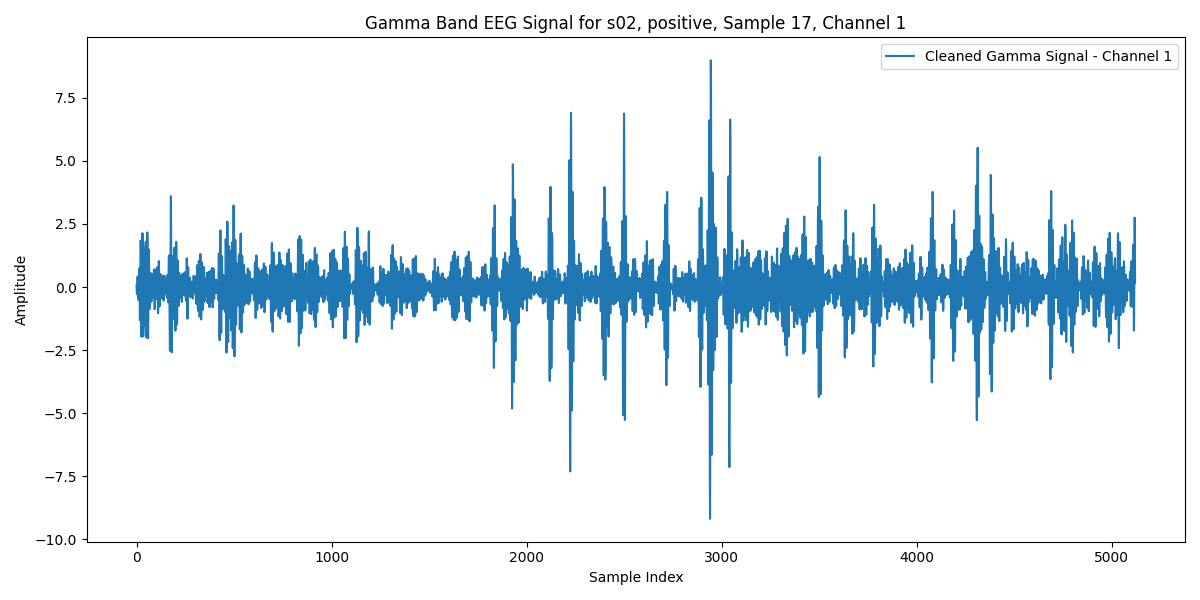 Gamma Band EEG Signal for s02, positive, Sample 17, Channel 1
Cleaned Gamma Signal - Channel 1
7.5
5.0
2.5
0.0
−2.5
−5.0
−7.5
−10.0
Amplitude
0 1000 2000 3000 4000 5000
Sample Index